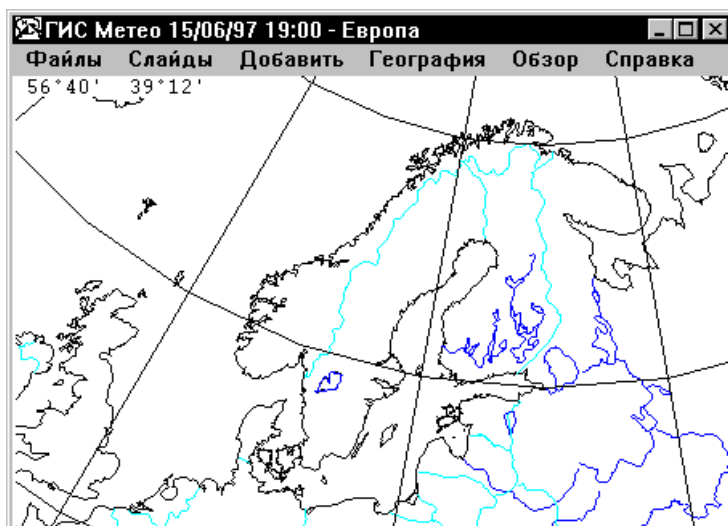 ГИС Метео 15/06/97 19:00 - Европа
Файлы Слайды Добавить География Обзор Справка
56°40' 39°12'